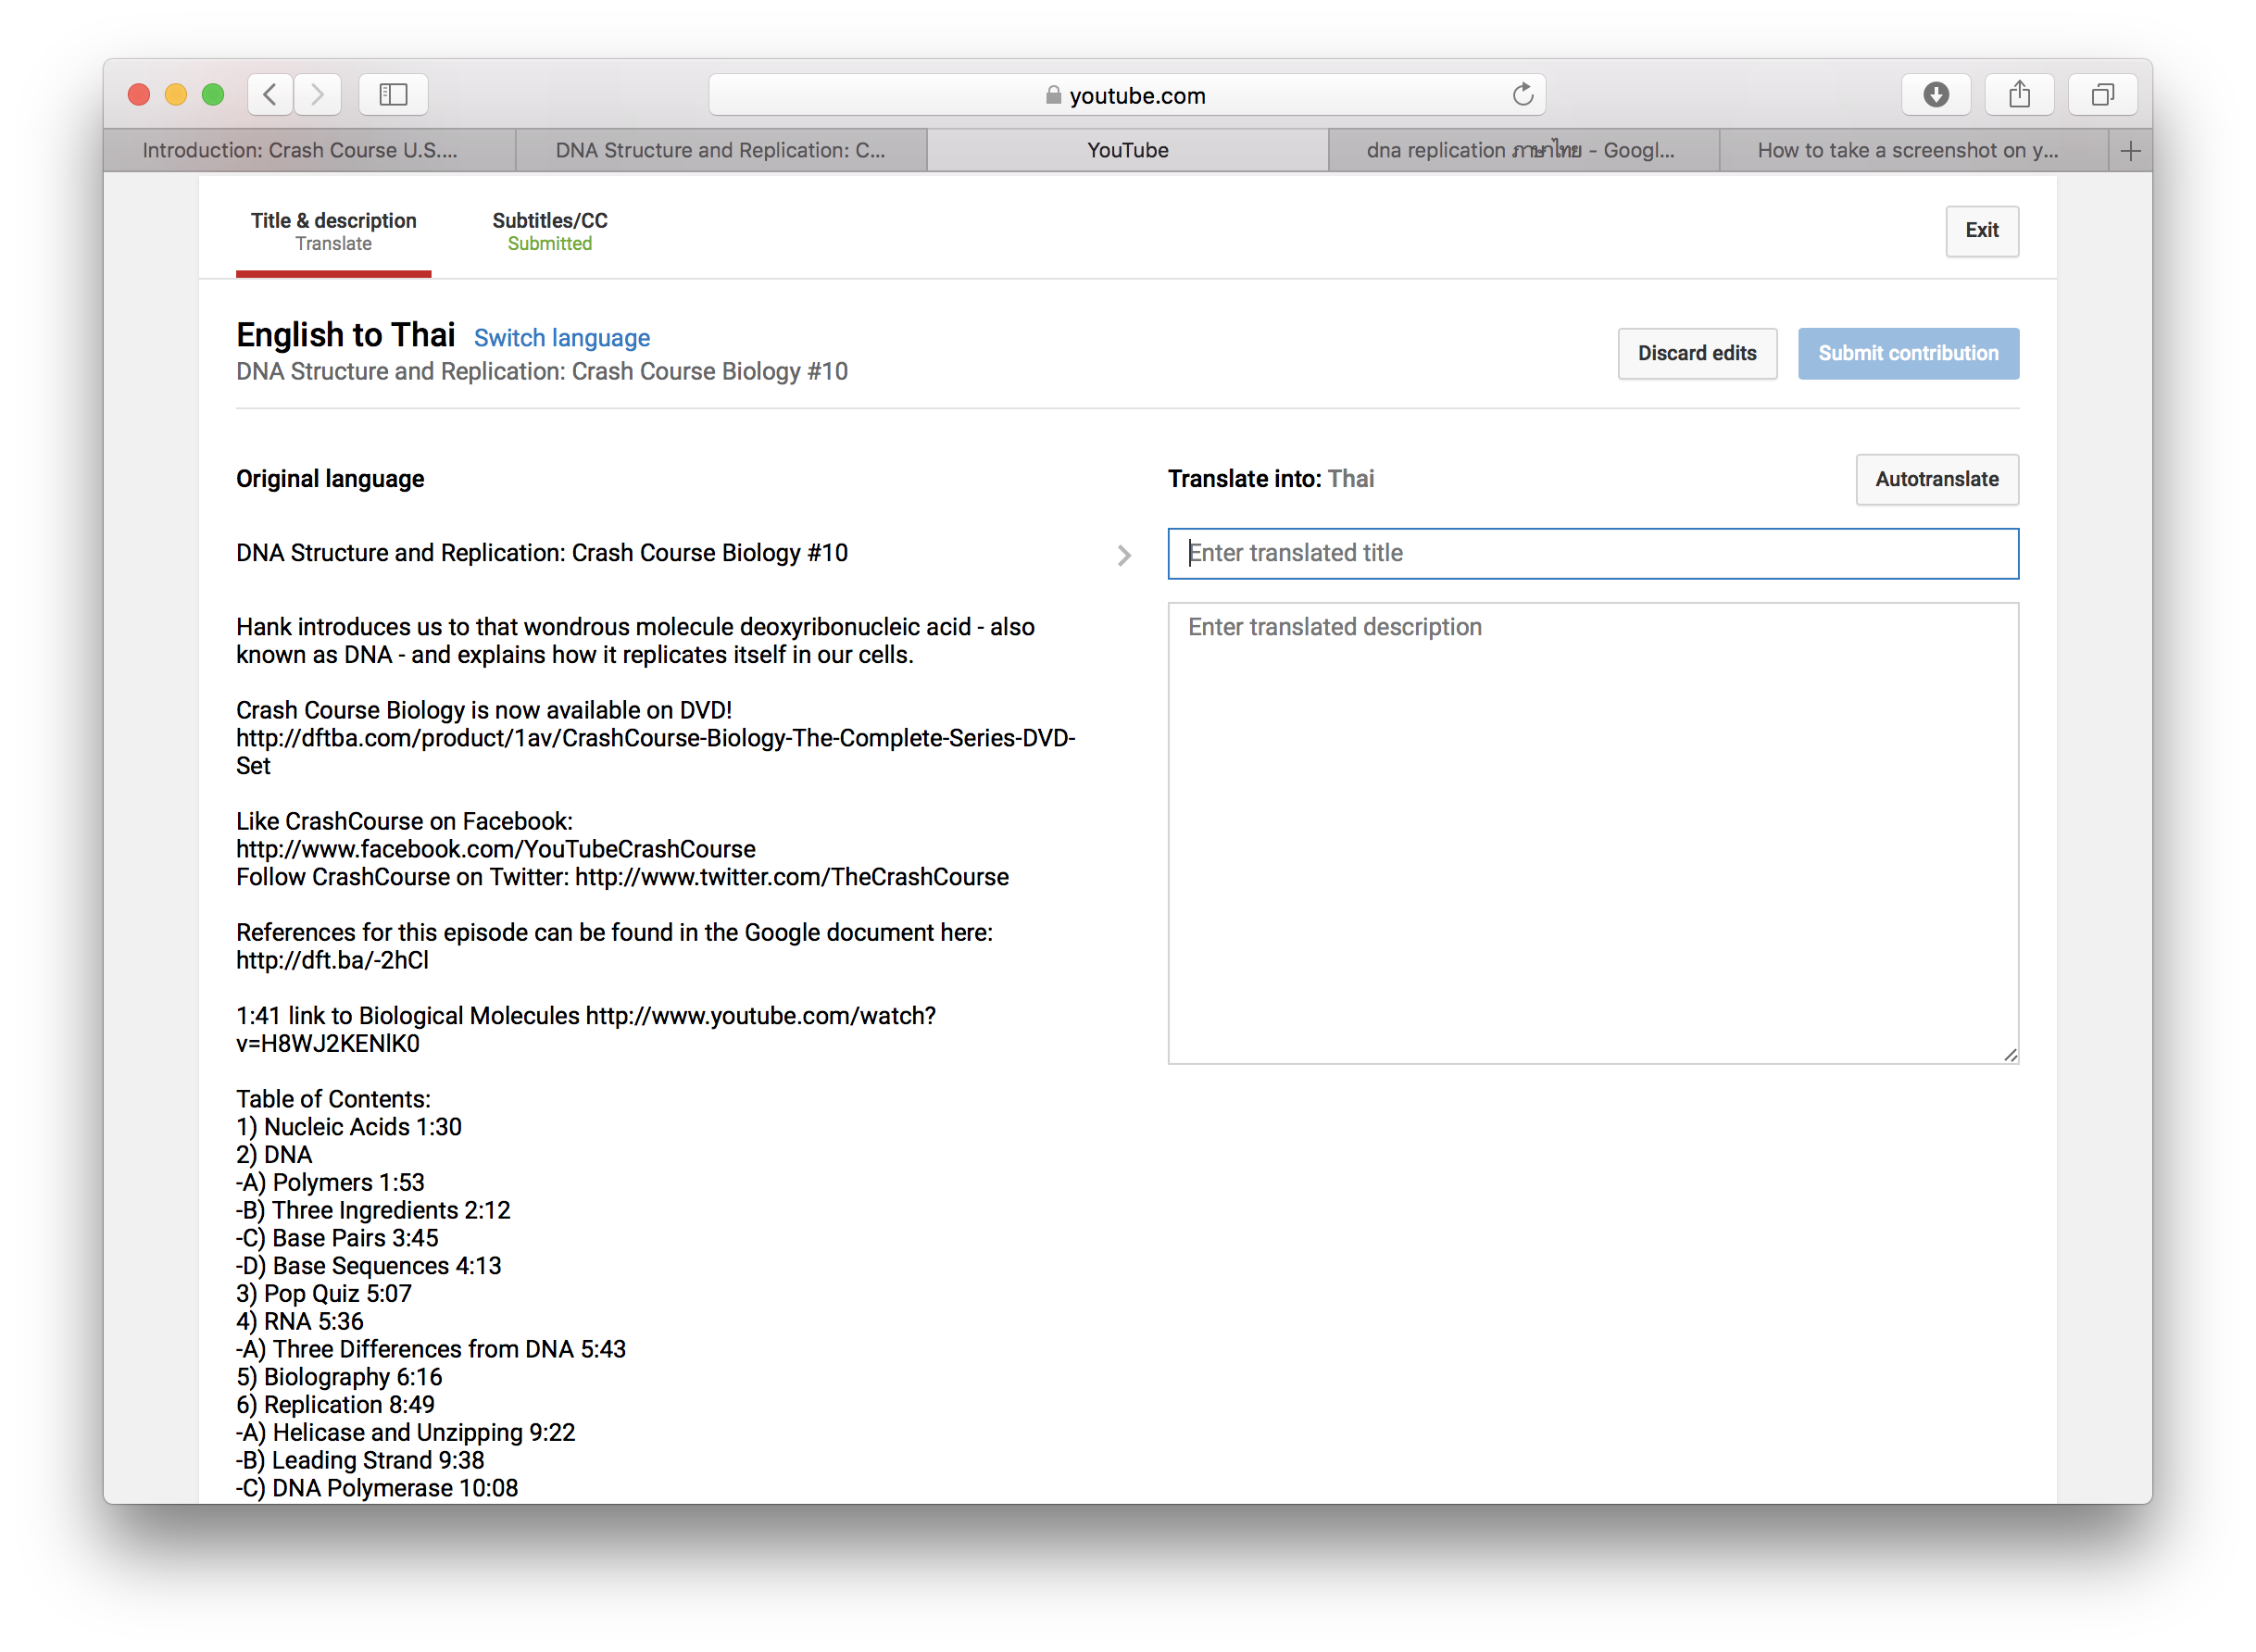 youtube.com
Introduction: Crash Course U.S....
DNA Structure and Replication: C...
YouTube
dna replication ภาษาไทย - Googl...
How to take a screenshot on y...
Title & description
Translate
Subtitles/CC
Submitted
Exit
English to Thai Switch language
DNA Structure and Replication: Crash Course Biology #10
Discard edits
Submit contribution
Original language
Translate into: Thai
Autotranslate
DNA Structure and Replication: Crash Course Biology #10
Enter translated title
Hank introduces us to that wondrous molecule deoxyribonucleic acid - also
known as DNA - and explains how it replicates itself in our cells.
Enter translated description
Crash Course Biology is now available on DVD!
http://dftba.com/product/1av/CrashCourse-Biology-The-Complete-Series-DVD-
Set
Like CrashCourse on Facebook:
http://www.facebook.com/YouTubeCrashCourse
Follow CrashCourse on Twitter: http://www.twitter.com/TheCrashCourse
References for this episode can be found in the Google document here:
http://dft.ba/-2hCl
1:41 link to Biological Molecules http://www.youtube.com/watch?
v=H8WJ2KENlK0
Table of Contents:
1) Nucleic Acids 1:30
2) DNA
-A) Polymers 1:53
-B) Three Ingredients 2:12
-C) Base Pairs 3:45
-D) Base Sequences 4:13
3) Pop Quiz 5:07
4) RNA 5:36
-A) Three Differences from DNA 5:43
5) Biolography 6:16
6) Replication 8:49
-A) Helicase and Unzipping 9:22
-B) Leading Strand 9:38
-C) DNA Polymerase 10:08